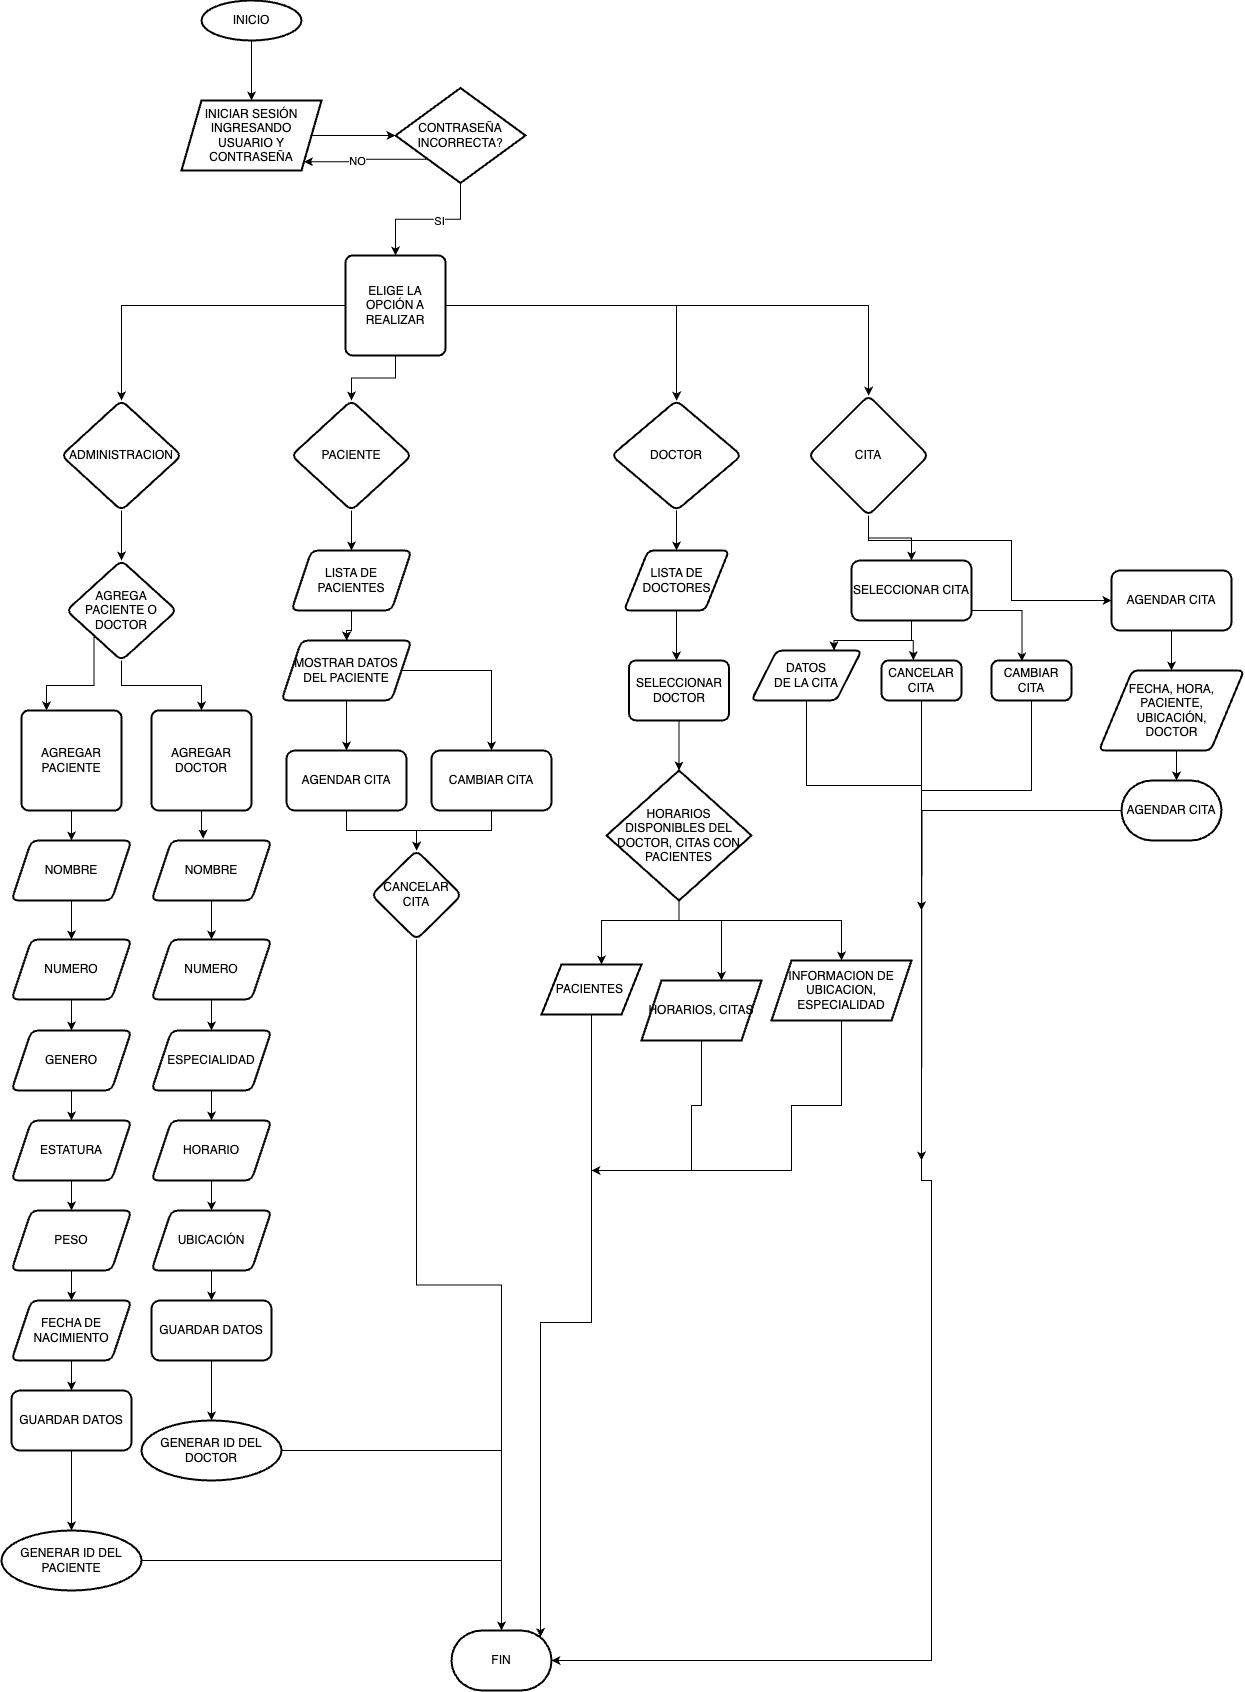 INICIO
INICIAR SESIÓN
INGRESANDO
USUARIO Y
CONTRASEÑA
CONTRASEÑA
INCORRECTA?
NO
SI
ELIGE LA
OPCIÓN A
REALIZAR
ADMINISTRACION
PACIENTE
DOCTOR
CITA
AGREGA
PACIENTE O
DOCTOR
LISTA DE
PACIENTES
LISTA DE
DOCTORES
SELECCIONAR CITA
AGENDAR CITA
MOSTRAR DATOS
DEL PACIENTE
SELECCIONAR
DOCTOR
DATOS
DE LA CITA
CANCELAR
CITA
CAMBIAR
CITA
FECHA, HORA,
PACIENTE,
UBICACIÓN,
DOCTOR
AGREGAR
PACIENTE
AGREGAR
DOCTOR
AGENDAR CITA
CAMBIAR CITA
HORARIOS
DISPONIBLES DEL
DOCTOR, CITAS CON
PACIENTES
AGENDAR CITA
NOMBRE
NOMBRE
CANCELAR
CITA
NUMERO
NUMERO
PACIENTES
HORARIOS, CITAS
INFORMACION DE
UBICACION,
ESPECIALIDAD
GENERO
ESPECIALIDAD
ESTATURA
HORARIO
PESO
UBICACIÓN
FECHA DE
NACIMIENTO
GUARDAR DATOS
GUARDAR DATOS
GENERAR ID DEL
DOCTOR
GENERAR ID DEL
PACIENTE
FIN